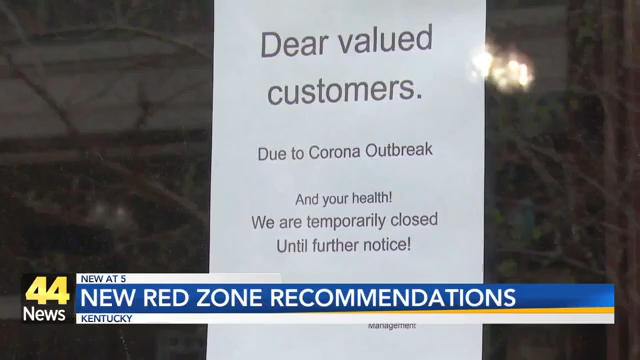 Dear valued
customers.
Due to Corona Outbreak
And your health!
We are temporarily closed
Until further notice!
NEW AT 5
44
News
NEW RED ZONE RECOMMENDATIONS
KENTUCKY
Management